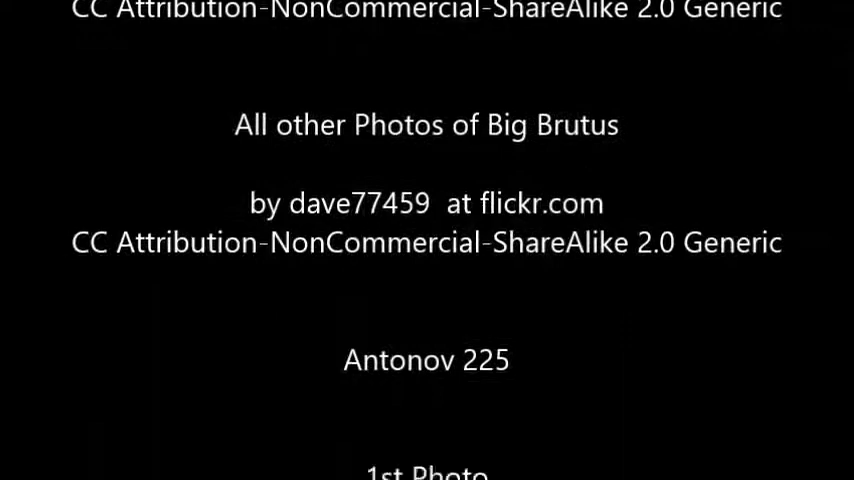 CC Attribution-NonCommercial-ShareAlike 2.0 Generic
All other Photos of Big Brutus
by dave77459 at flickr.com
CC Attribution-NonCommercial-ShareAlike 2.0 Generic
Antonov 225
1st Photo